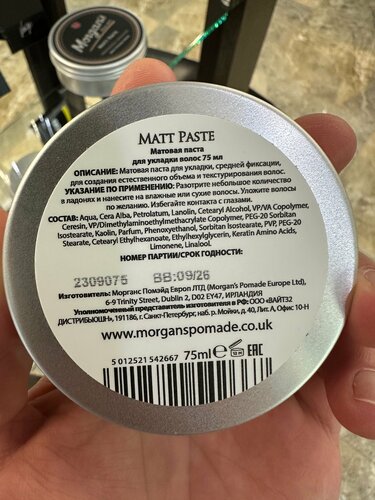 Morgan's
MATT PASTE
Матовая паста
для укладки волос 75 мл
ОПИСАНИЕ: Матовая паста для укладки, средней фиксации,
для создания естественного объема и текстурирования волос.
УКАЗАНИЕ ПО ПРИМЕНЕНИЮ: Разотрите небольшое количество
в ладонях и нанесите на влажные или сухие волосы. Уложите волосы
по желанию. Избегайте контакта с глазами.
СОСТАВ: Aqua, Cera Alba, Petrolatum, Lanolin, Cetearyl Alcohol, VP/VA Copolymer,
Ceresin, VP/Dimethylaminoethylmethacrylate Copolymer, PEG-20 Sorbitan
Isostearate, Kaolin, Parfum, Phenoxyethanol, Sorbitan Isostearate, PVP, PEG-20
Stearate, Cetearyl Ethylhexanoate, Ethylhexylglycerin, Keratin Amino Acids,
Limonene, Linalool.
НОМЕР ПАРТИИ/СРОК ГОДНОСТИ:
2309075 BB:09/26
Изготовитель: Морганс Помэйд Европ ЛТД (Morgan's Pomade Europe Ltd),
6-9 Trinity Street, Dublin 2, D02 EY47, Ирландия
Уполномоченный представитель изготовителя в РФ: ООО «ВАЙТ32
ДИСТРИБЬЮШН», 191186, г. Санкт-Петербург, наб. р. Мойки, д. 40, Лит. А, Офис 10-Н
www.morganspomade.co.uk
5 012521 542667 75ml e 12 M EAC